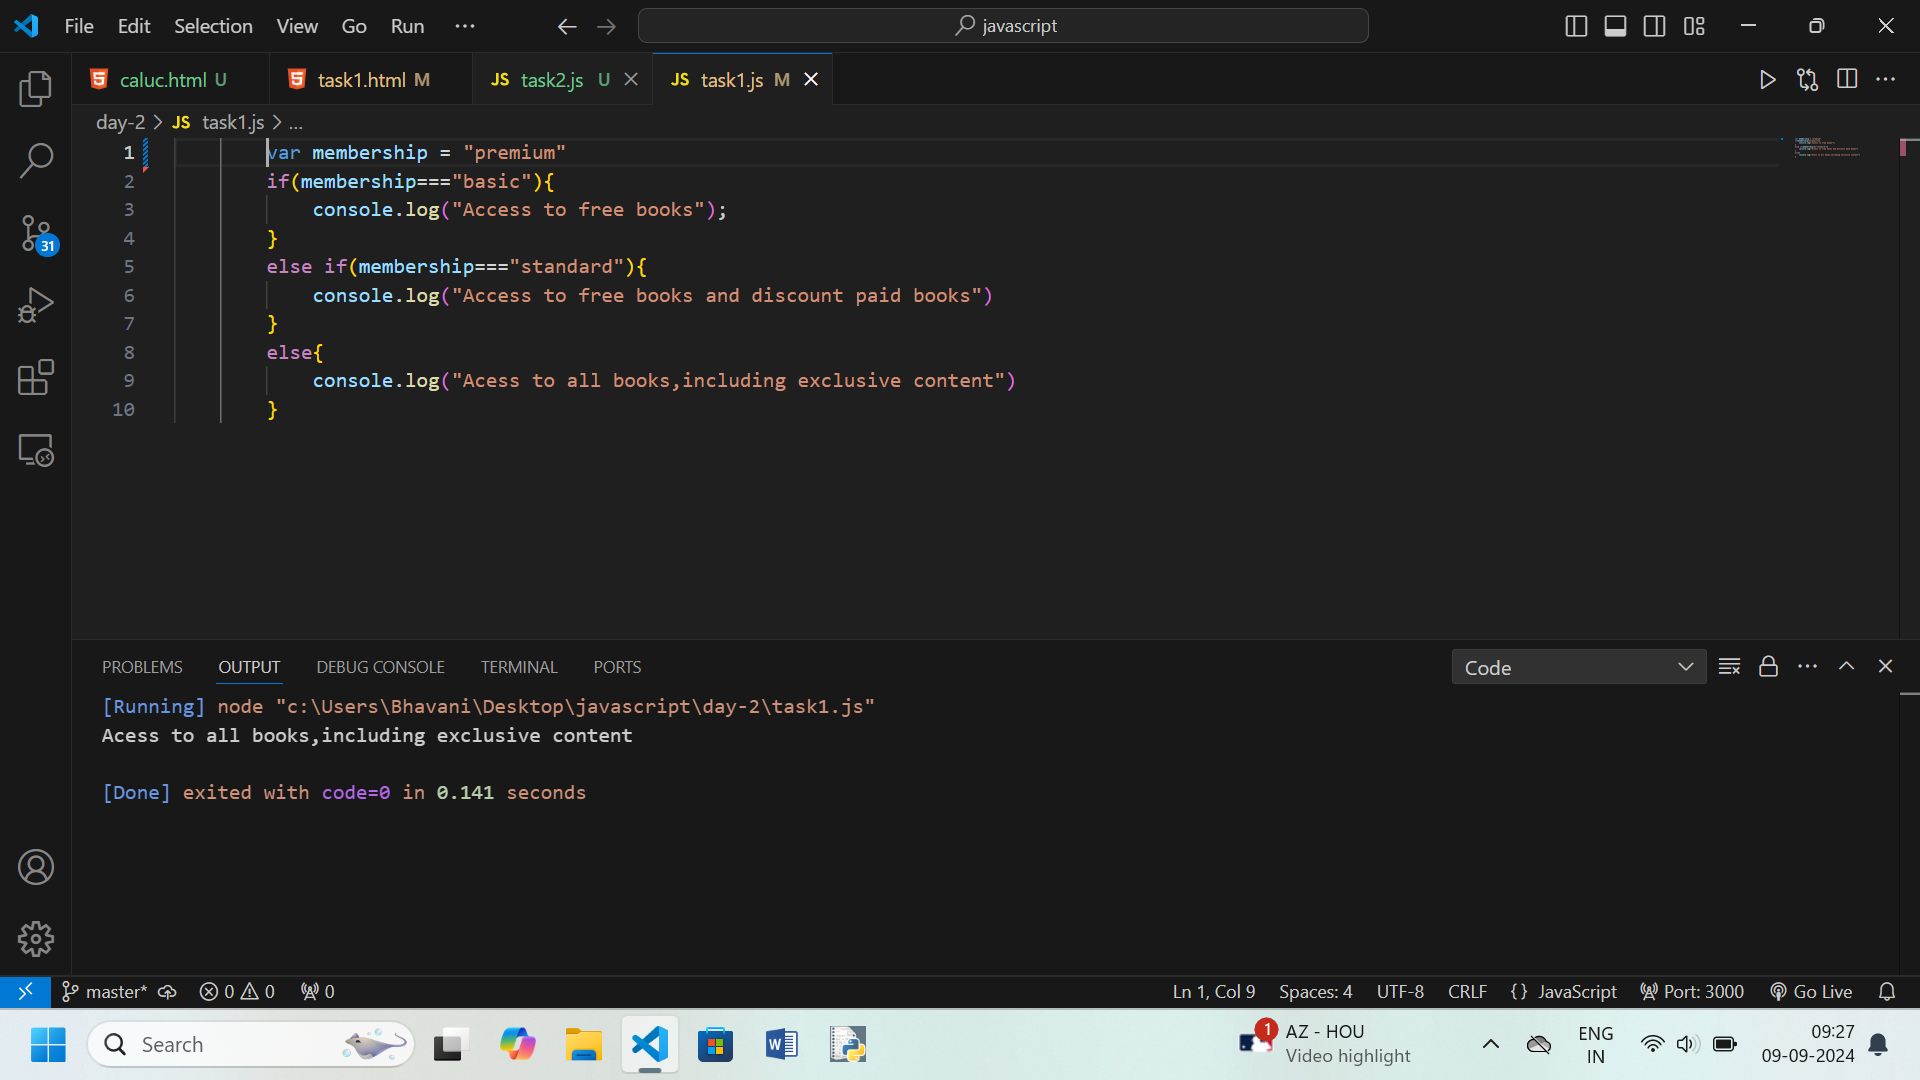 File Edit Selection View Go Run ...
javascript
caluc.html U
task1.html M
JS task2.js U
JS task1.js M
day-2 > JS task1.js > ...
1 var membership = "premium"
2 if(membership==="basic"){
3 console.log("Access to free books");
4 }
5 else if(membership==="standard"){
6 console.log("Access to free books and discount paid books")
7 }
8 else{
9 console.log("Acess to all books,including exclusive content")
10 }
31
PROBLEMS OUTPUT DEBUG CONSOLE TERMINAL PORTS
Code
[Running] node "c:\Users\Bhavani\Desktop\javascript\day-2\task1.js"
Acess to all books,including exclusive content
[Done] exited with code=0 in 0.141 seconds
master* 0 0 0
Ln 1, Col 9 Spaces: 4 UTF-8 CRLF {} JavaScript Port: 3000 Go Live
Search
1
AZ - HOU
Video highlight
ENG
IN
09:27
09-09-2024